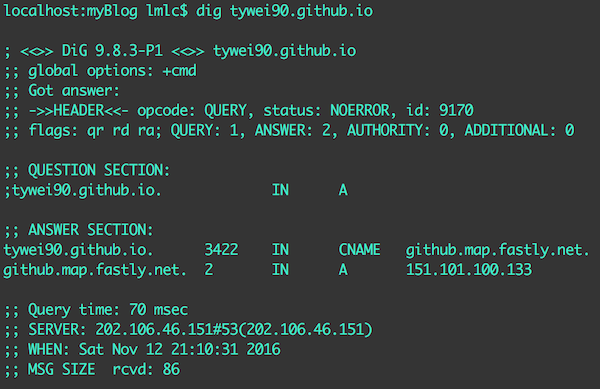 localhost:myBlog lmlc$ dig tywei90.github.io
; <<>> DiG 9.8.3-P1 <<>> tywei90.github.io
;; global options: +cmd
;; Got answer:
;; ->>HEADER<<- opcode: QUERY, status: NOERROR, id: 9170
;; flags: qr rd ra; QUERY: 1, ANSWER: 2, AUTHORITY: 0, ADDITIONAL: 0
;; QUESTION SECTION:
;tywei90.github.io. IN A
;; ANSWER SECTION:
tywei90.github.io. 3422 IN CNAME github.map.fastly.net.
github.map.fastly.net. 2 IN A 151.101.100.133
;; Query time: 70 msec
;; SERVER: 202.106.46.151#53(202.106.46.151)
;; WHEN: Sat Nov 12 21:10:31 2016
;; MSG SIZE rcvd: 86